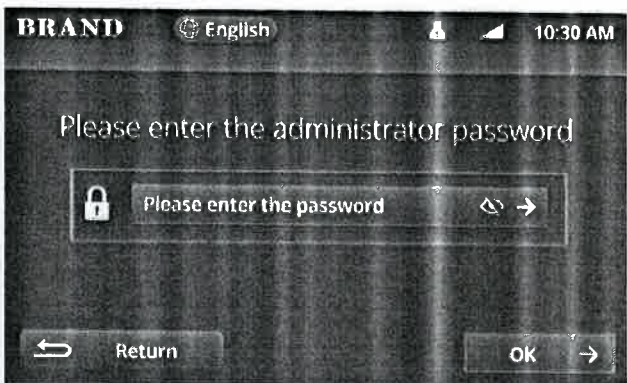 BRAND English 10:30 AM
Please enter the administrator password
Please enter the password
Return OK